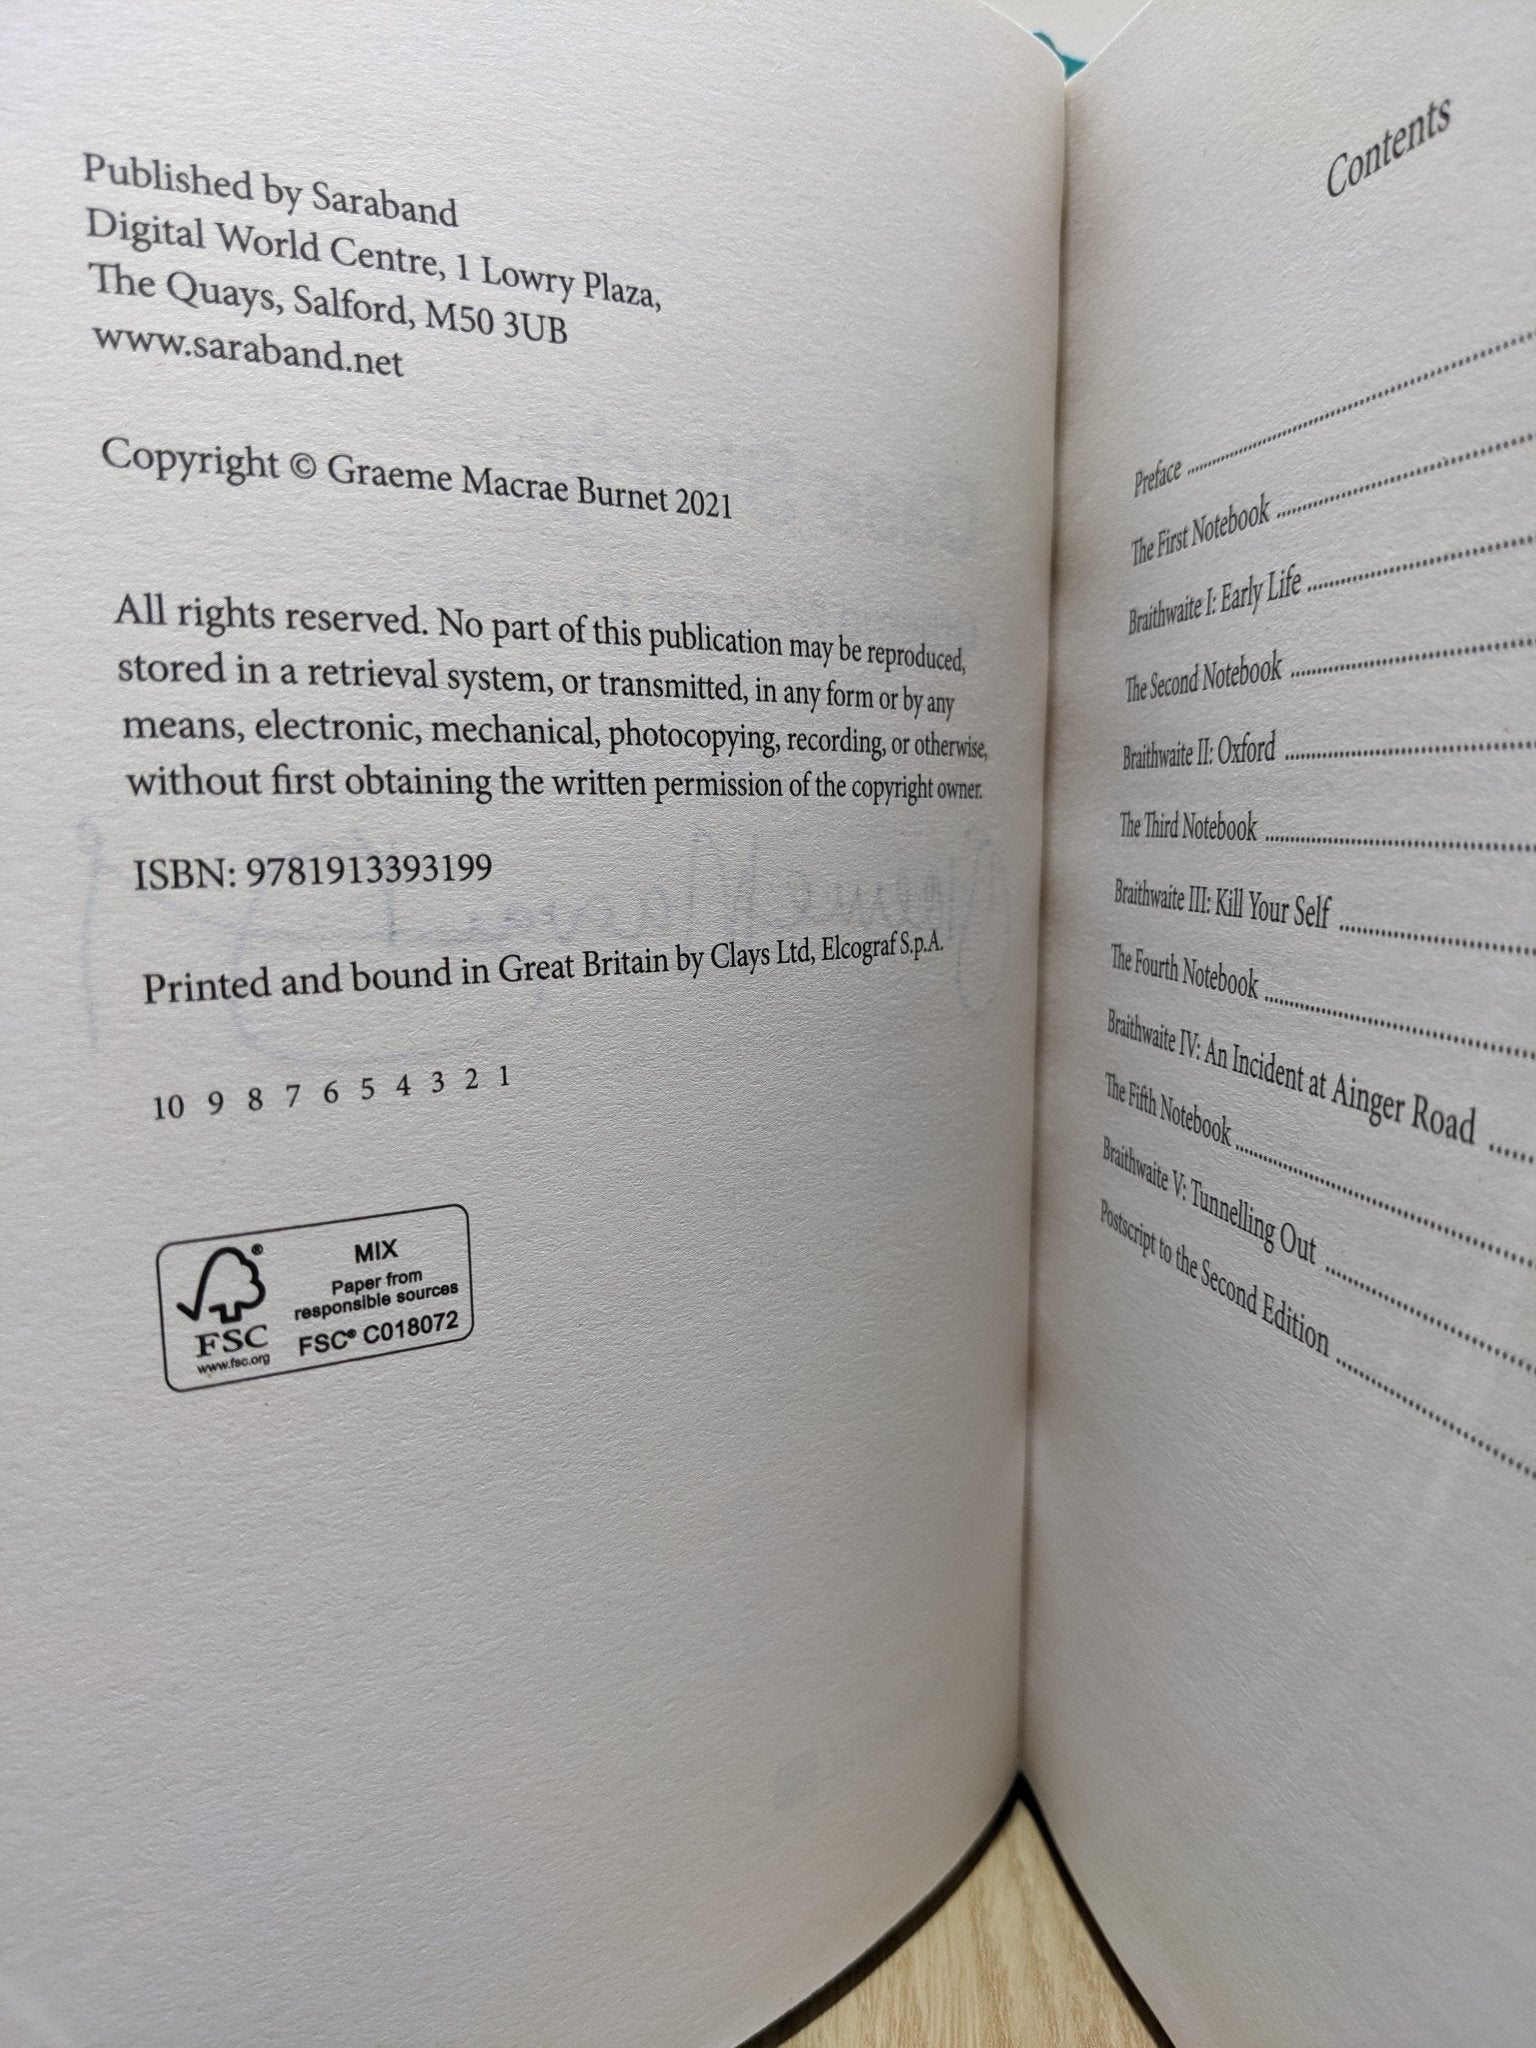 Published by Saraband
Digital World Centre, 1 Lowry Plaza,
The Quays, Salford, M50 3UB
www.saraband.net
Copyright © Graeme Macrae Burnet 2021
All rights reserved. No part of this publication may be reproduced,
stored in a retrieval system, or transmitted, in any form or by any
means, electronic, mechanical, photocopying, recording, or otherwise,
without first obtaining the written permission of the copyright owner.
ISBN: 9781913393199
Printed and bound in Great Britain by Clays Ltd, Elcograf S.p.A.
10 9 8 7 6 5 4 3 2 1
FSC®
www.fsc.org
MIX
Paper from
responsible sources
FSC® C018072
Contents
Preface
The First Notebook
Braithwaite I: Early Life
The Second Notebook
Braithwaite II: Oxford
The Third Notebook
Braithwaite III: Kill Your Self
The Fourth Notebook
Braithwaite IV: An Incident at Ainger Road
The Fifth Notebook
Braithwaite V: Tunnelling Out
Postscript to the Second Edition